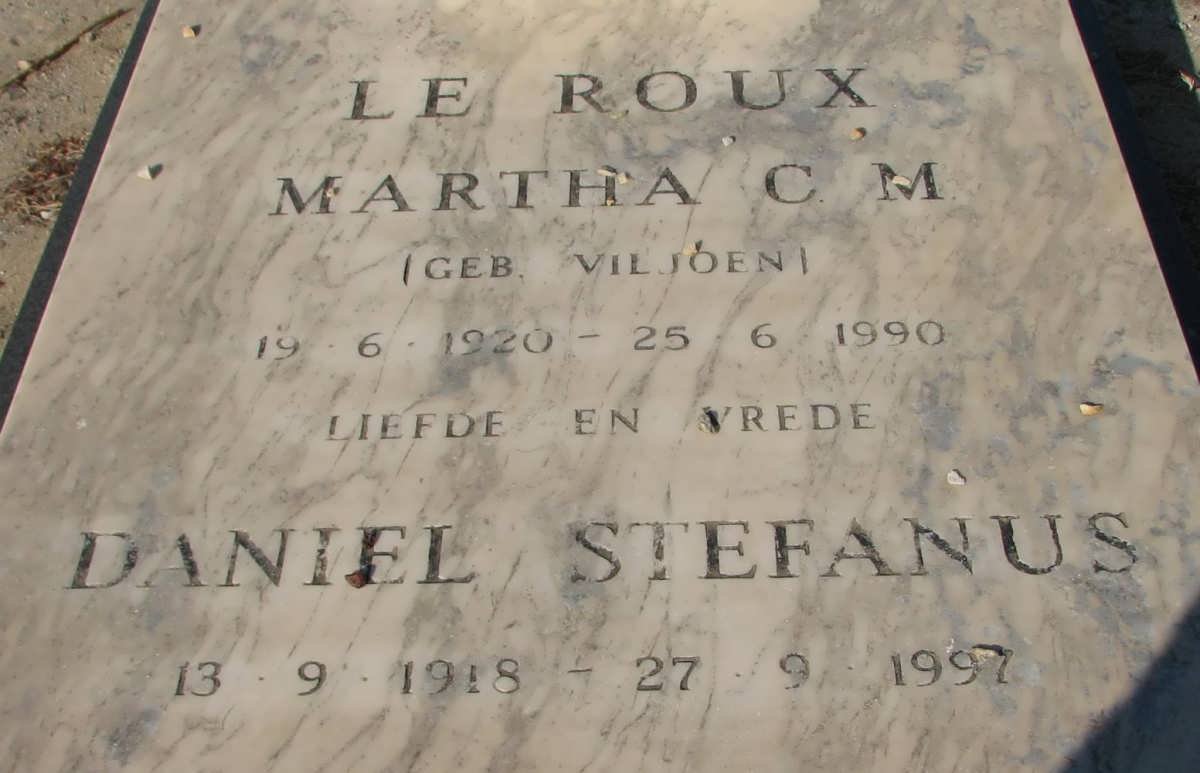 LE ROUX
MARTHA C. M.
(GEB. VILJOEN)
19 · 6 · 1920 – 25 · 6 · 1990
LIEFDE EN VREDE
DANIEL STEFANUS
13 · 9 · 1918 – 27 · 9 · 1997